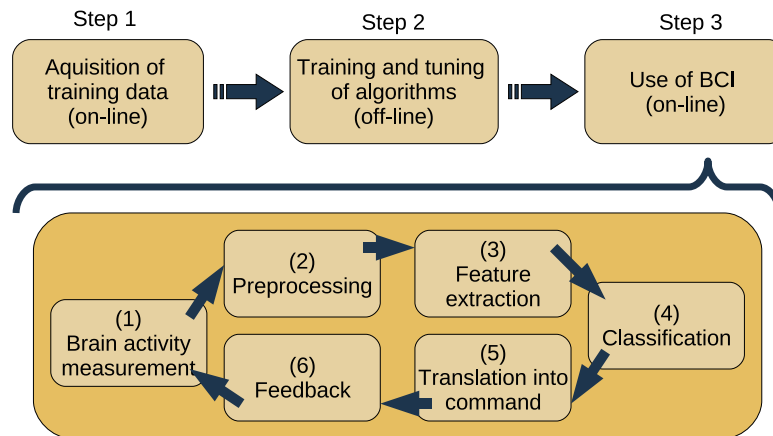 Step 1
Step 2
Step 3
Aquisition of
training data
(on-line)
Training and tuning
of algorithms
(off-line)
Use of BCI
(on-line)
(1)
Brain activity
measurement
(2)
Preprocessing
(3)
Feature
extraction
(4)
Classification
(5)
Translation into
command
(6)
Feedback